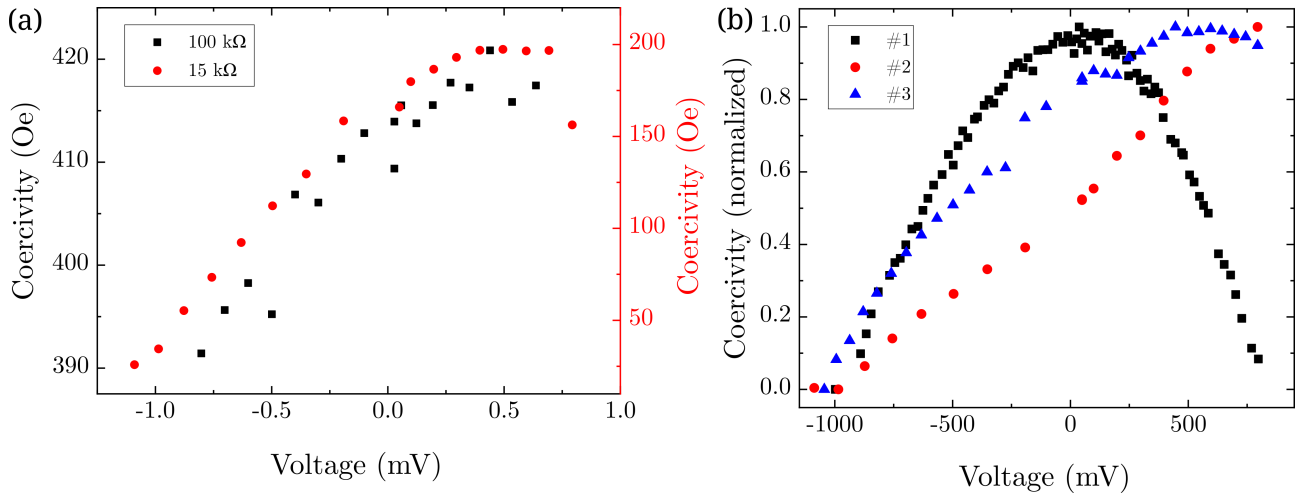 (a)
100 kΩ
15 kΩ
420
410
400
390
Coercivity (Oe)
200
150
100
50
Coercivity (Oe)
-1.0
-0.5
0.0
0.5
1.0
Voltage (mV)
(b)
#1
#2
#3
1.0
0.8
0.6
0.4
0.2
0.0
Coercivity (normalized)
-1000
-500
0
500
Voltage (mV)